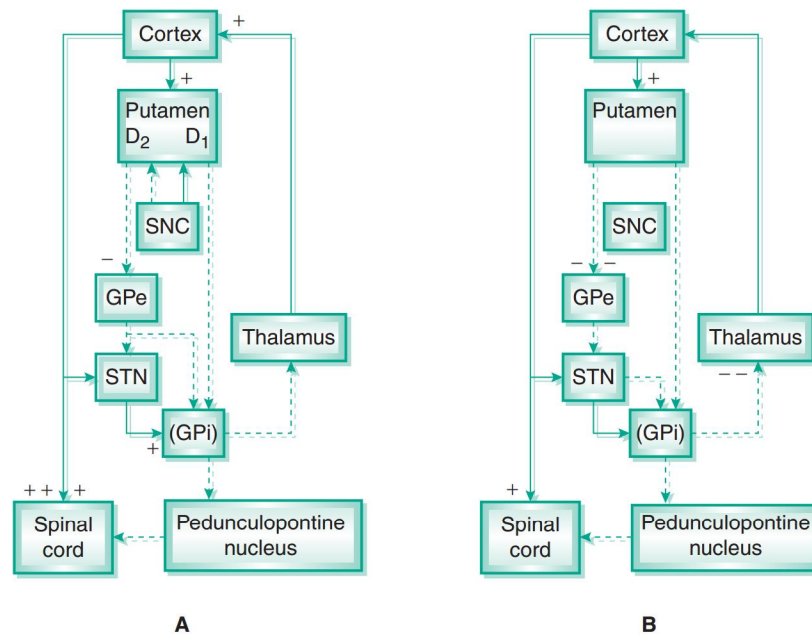 Cortex
+
+
Putamen
D₂ D₁
SNC
−
GPe
STN
Thalamus
(GPi)
+
+ + +
Spinal
cord
Pedunculopontine
nucleus
A
Cortex
+
Putamen
SNC
− −
GPe
STN
Thalamus
− −
(GPi)
+
Spinal
cord
Pedunculopontine
nucleus
B